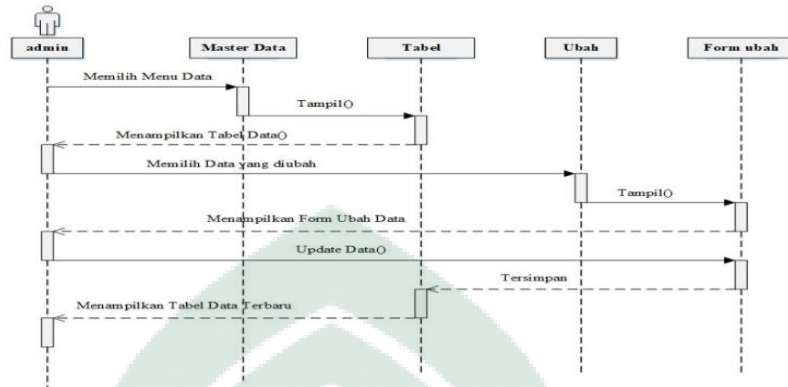 admin
Master Data
Tabel
Ubah
Form ubah
Memilih Menu Data
Tampil()
Menampilkan Tabel Data()
Memilih Data yang diubah
Tampil()
Menampilkan Form Ubah Data
Update Data()
Tersimpan
Menampilkan Tabel Data Terbaru